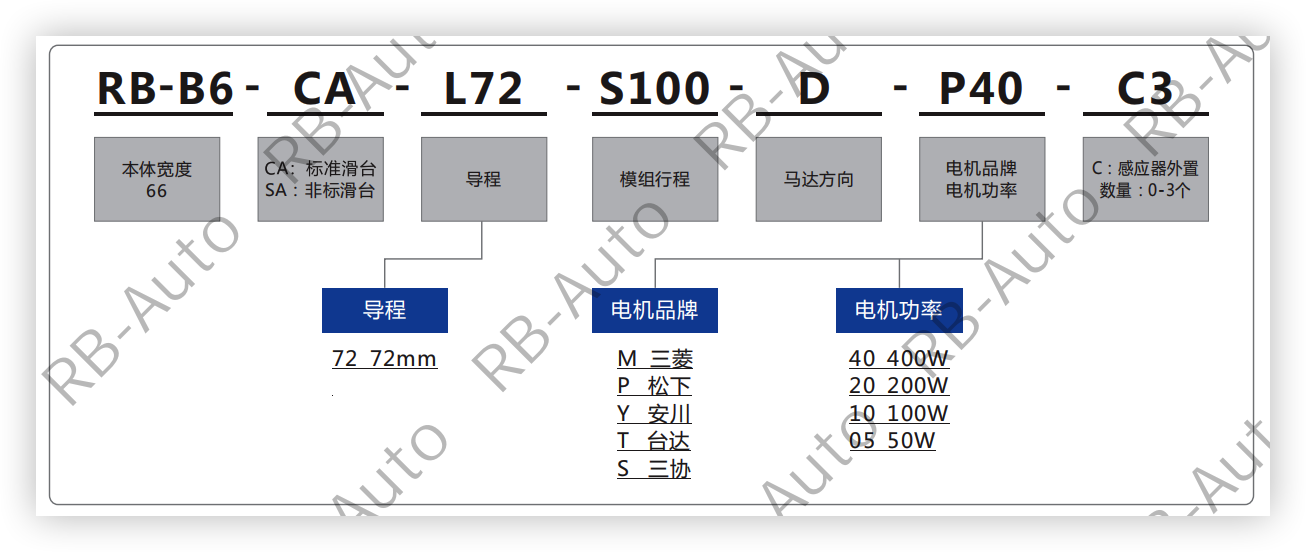 RB-B6 - CA - L72 - S100 - D - P40 - C3
本体宽度
66
CA：标准滑台
SA：非标滑台
导程
模组行程
马达方向
电机品牌
电机功率
C：感应器外置
数量：0-3个
导程
72 72mm
电机品牌
M 三菱
P 松下
Y 安川
T 台达
S 三协
电机功率
40 400W
20 200W
10 100W
05 50W
RB-Auto
RB-Auto
RB-Auto
RB-Auto
RB-Auto
RB-Auto
RB-Auto
RB-Auto
RB-Auto